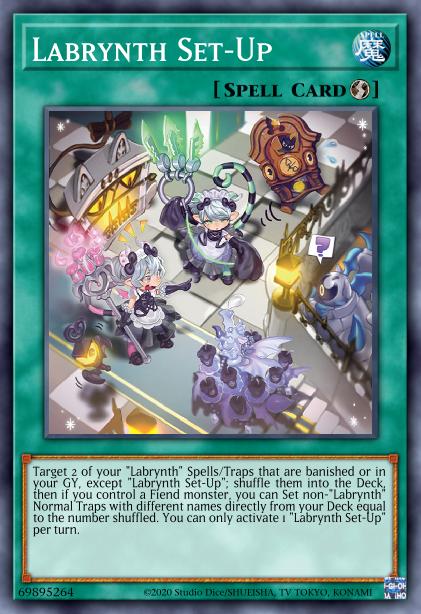 LABRYNTH SET-UP
SPELL
魔
[SPELL CARD]
?
Target 2 of your "Labrynth" Spells/Traps that are banished or in
your GY, except "Labrynth Set-Up"; shuffle them into the Deck,
then if you control a Fiend monster, you can Set non-"Labrynth"
Normal Traps with different names directly from your Deck equal
to the number shuffled. You can only activate 1 "Labrynth Set-Up"
per turn.
69895264
©2020 Studio Dice/SHUEISHA, TV TOKYO, KONAMI